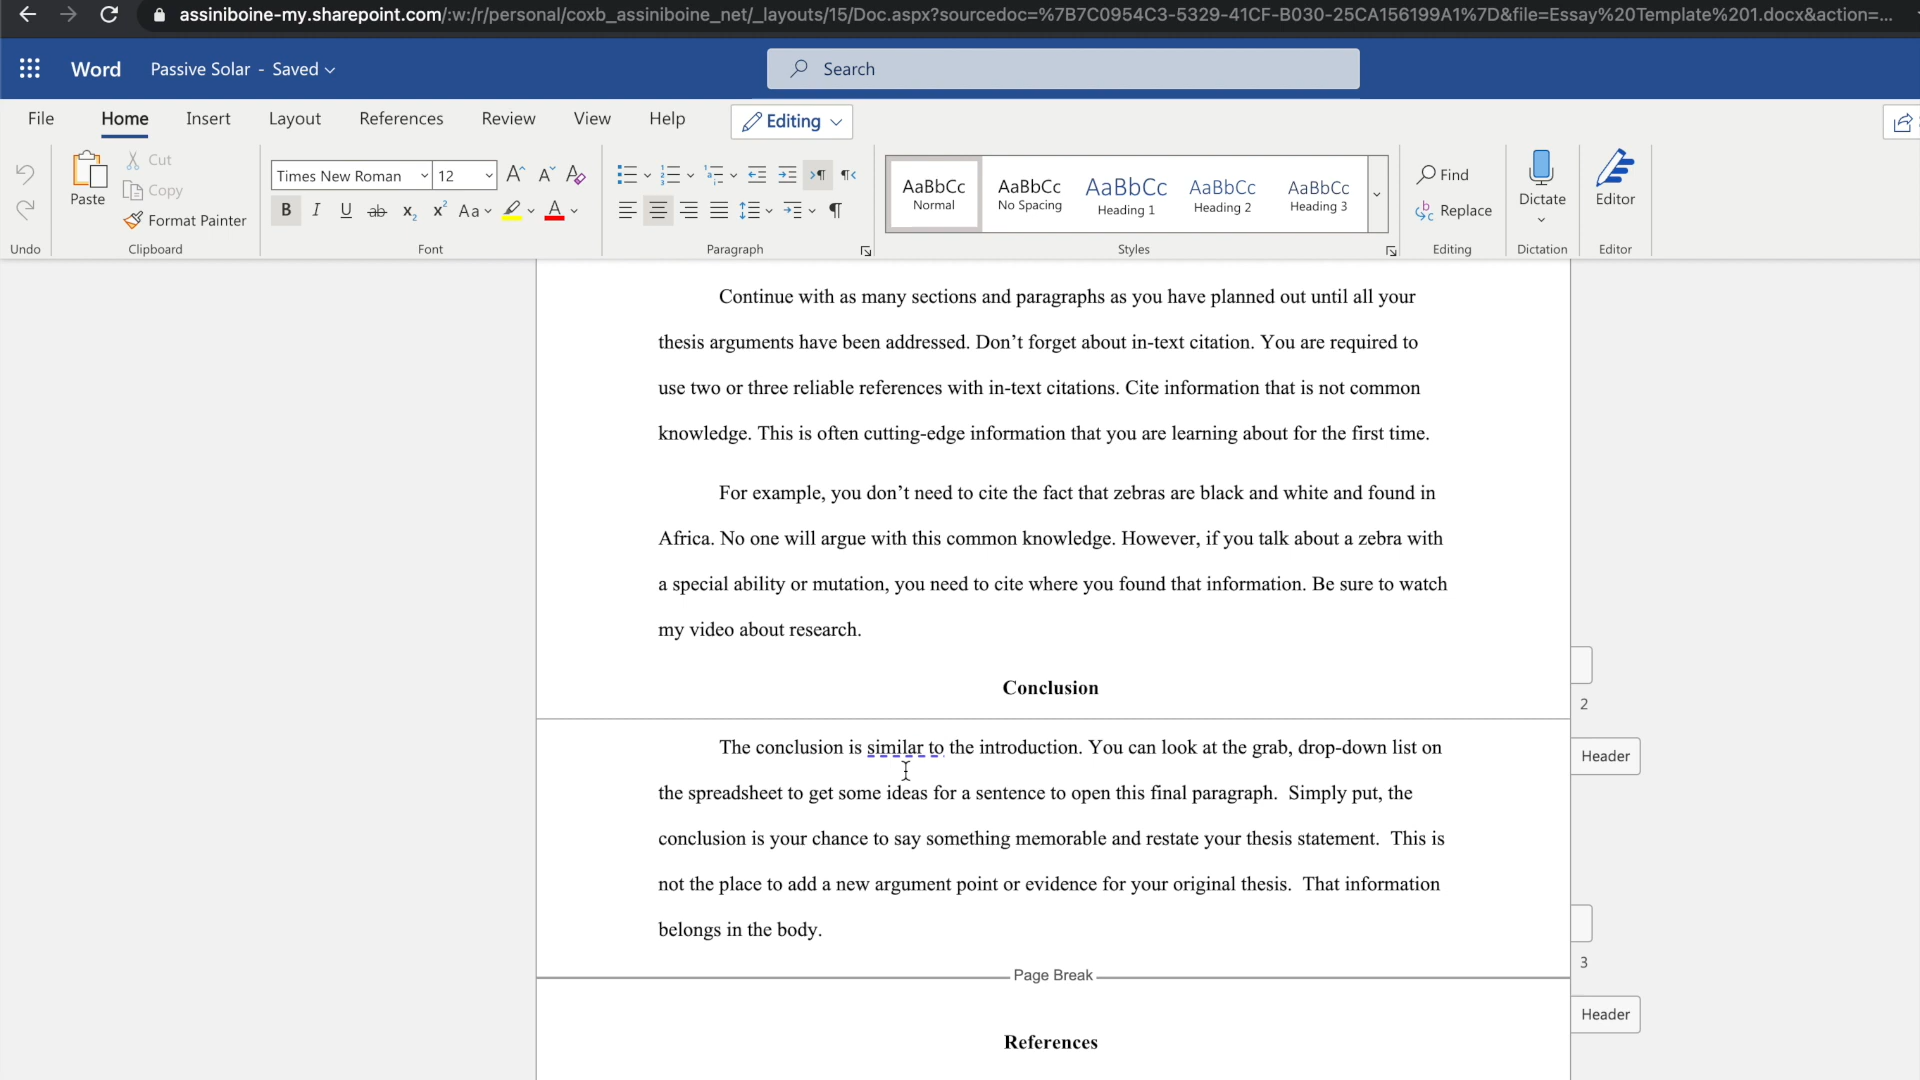 assiniboine-my.sharepoint.com/:w:/r/personal/coxb_assiniboine_net/_layouts/15/Doc.aspx?sourcedoc=%7B7C0954C3-5329-41CF-B030-25CA156199A1%7D&file=Essay%20Template%201.docx&action=...
Word Passive Solar - Saved Search
File Home Insert Layout References Review View Help Editing
Paste Cut Copy Format Painter
Times New Roman 12
AaBbCc AaBbCc AaBbCc AaBbCc AaBbCc
Normal No Spacing Heading 1 Heading 2 Heading 3
Find Replace Dictate Editor
Undo Clipboard Font Paragraph Styles Editing Dictation Editor
Continue with as many sections and paragraphs as you have planned out until all your
thesis arguments have been addressed. Don’t forget about in-text citation. You are required to
use two or three reliable references with in-text citations. Cite information that is not common
knowledge. This is often cutting-edge information that you are learning about for the first time.
For example, you don’t need to cite the fact that zebras are black and white and found in
Africa. No one will argue with this common knowledge. However, if you talk about a zebra with
a special ability or mutation, you need to cite where you found that information. Be sure to watch
my video about research.
Conclusion
2
The conclusion is similar to the introduction. You can look at the grab, drop-down list on
Header
the spreadsheet to get some ideas for a sentence to open this final paragraph. Simply put, the
conclusion is your chance to say something memorable and restate your thesis statement. This is
not the place to add a new argument point or evidence for your original thesis. That information
belongs in the body.
3
Page Break
Header
References